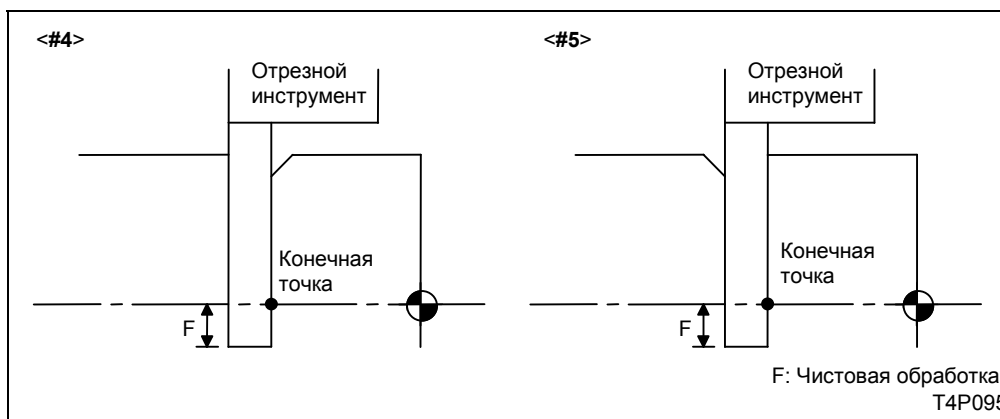 <#4>
Отрезной
инструмент
Конечная
точка
F
<#5>
Отрезной
инструмент
Конечная
точка
F
F: Чистовая обработка
T4P095